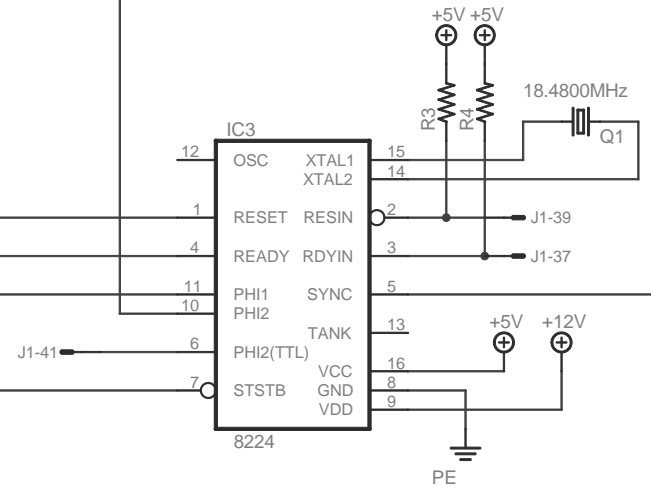 +5V +5V
R3 R4
18.4800MHz
Q1
IC3
12 OSC XTAL1 15
XTAL2 14
1 RESET RESIN 2 J1-39
4 READY RDYIN 3 J1-37
11 PHI1 SYNC 5
10 PHI2
TANK 13
+5V +12V
J1-41 6 PHI2(TTL)
VCC 16
7 STSTB GND 8
VDD 9
8224
PE